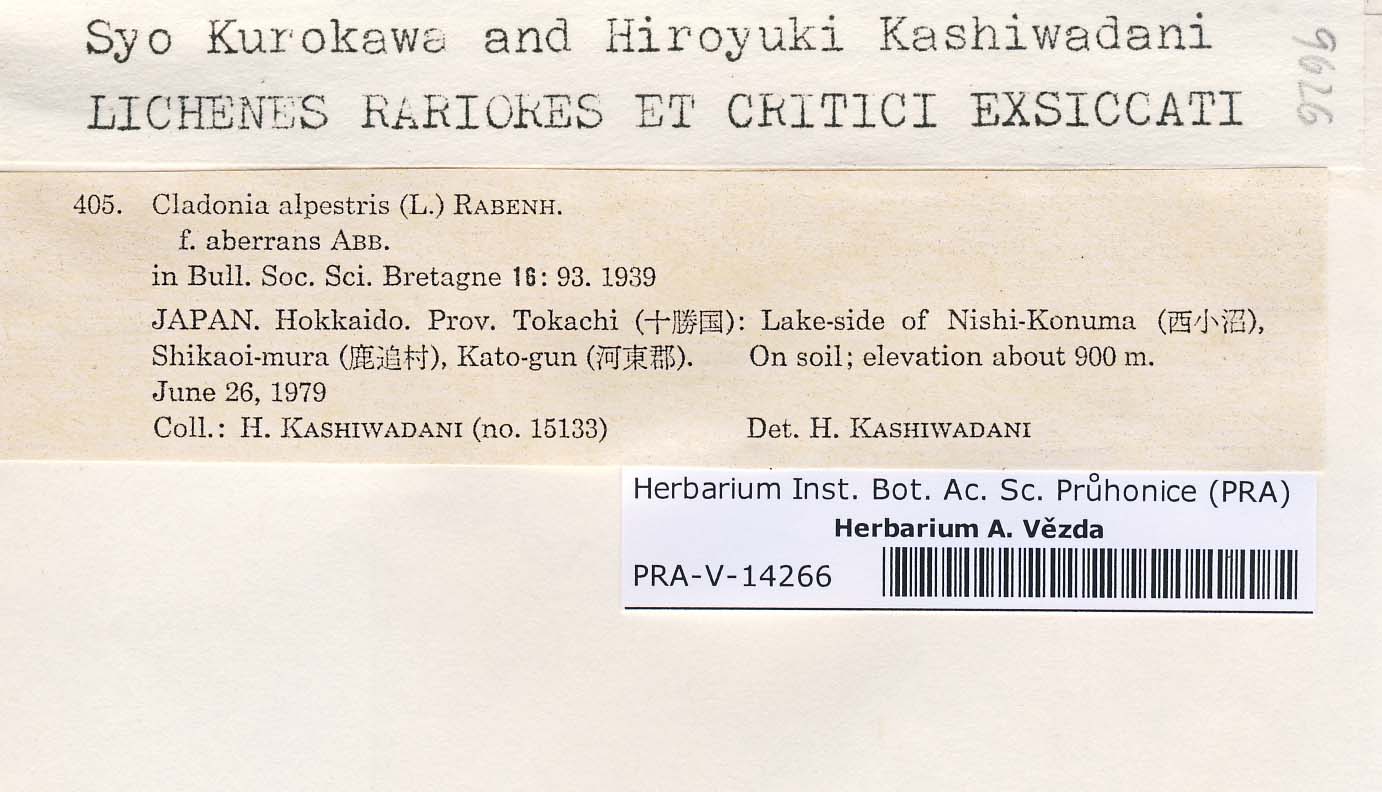 Syo Kurokawa and Hiroyuki Kashiwadani
LICHENES RARIORES ET CRITICI EXSICCATI
9626
405. Cladonia alpestris (L.) RABENH.
f. aberrans ABB.
in Bull. Soc. Sci. Bretagne 16: 93. 1939
JAPAN. Hokkaido. Prov. Tokachi (十勝国): Lake-side of Nishi-Konuma (西小沼),
Shikaoi-mura (鹿追村), Kato-gun (河東郡). On soil; elevation about 900 m.
June 26, 1979
Coll.: H. KASHIWADANI (no. 15133) Det. H. KASHIWADANI
Herbarium Inst. Bot. Ac. Sc. Průhonice (PRA)
Herbarium A. Vězda
PRA-V-14266